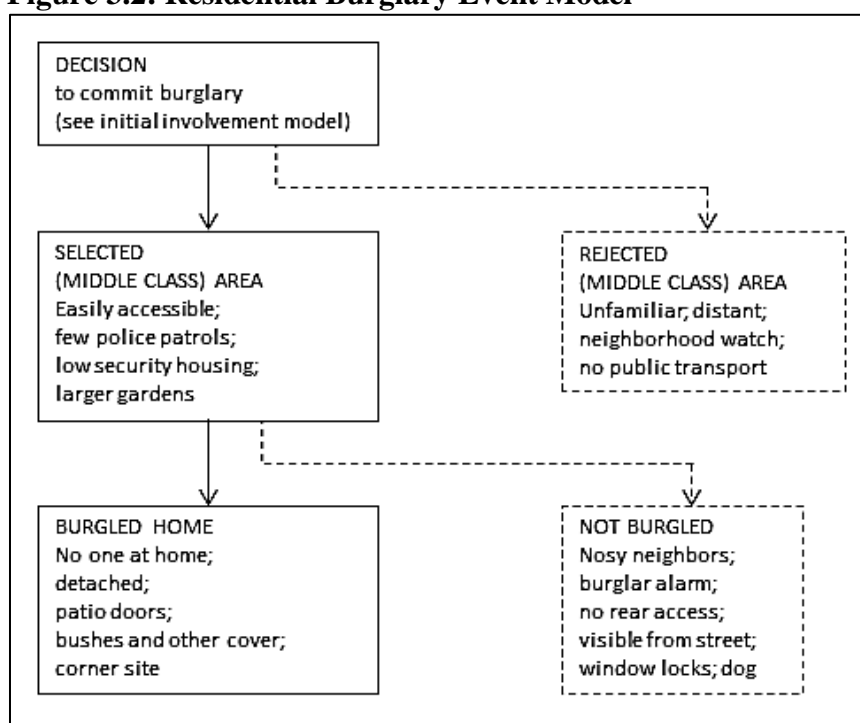 Figure 3.2: Residential Burglary Event Model
DECISION
to commit burglary
(see initial involvement model)
SELECTED
(MIDDLE CLASS) AREA
Easily accessible;
few police patrols;
low security housing;
larger gardens
REJECTED
(MIDDLE CLASS) AREA
Unfamiliar; distant;
neighborhood watch;
no public transport
BURGLED HOME
No one at home;
detached;
patio doors;
bushes and other cover;
corner site
NOT BURGLED
Nosy neighbors;
burglar alarm;
no rear access;
visible from street;
window locks; dog